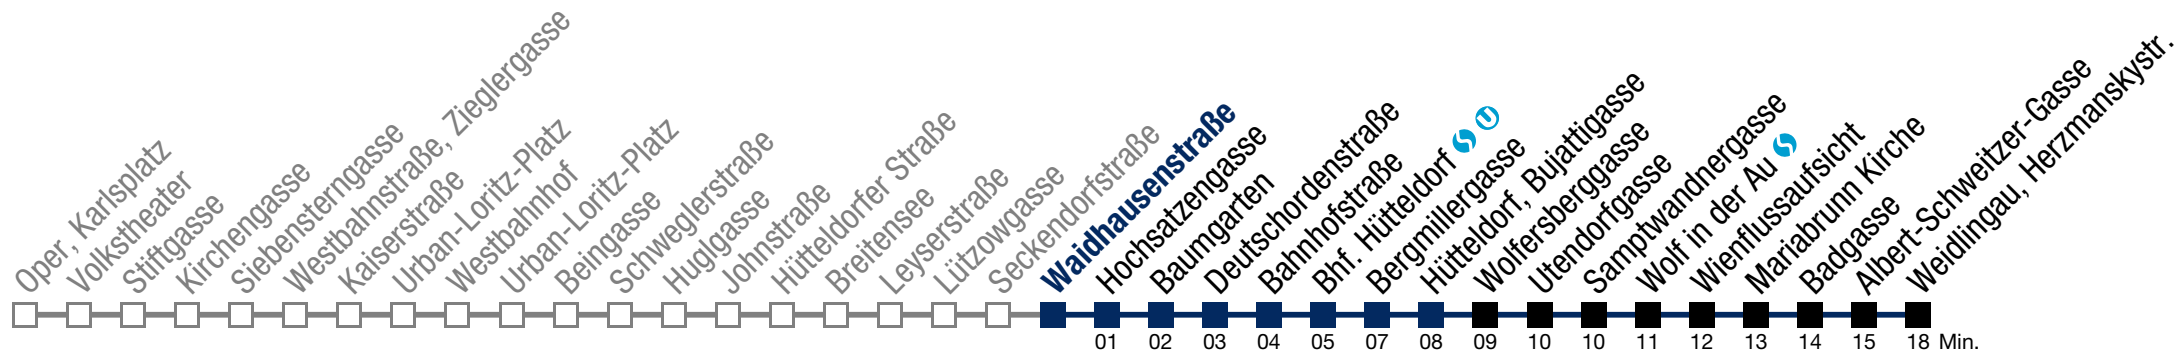 Oper, Karlsplatz
Volkstheater
Stiftgasse
Kirchengasse
Siebensterngasse
Westbahnstraße, Zieglergasse
Kaiserstraße
Urban-Loritz-Platz
Westbahnhof
Urban-Loritz-Platz
Beingasse
Schweglerstraße
Huglgasse
Johnstraße
Hütteldorfer Straße
Breitensee
Leyserstraße
Lützowgasse
Seckendorfstraße
Waidhausenstraße
Hochsatzengasse
Baumgarten
Deutschordenstraße
Bahnhofstraße
Bhf. Hütteldorf S U
Bergmillergasse
Hütteldorf, Bujattigasse
Wolfersberggasse
Utendorfgasse
Samptwandnergasse
Wolf in der Au S
Wienflussaufsicht
Mariabrunn Kirche
Badgasse
Albert-Schweitzer-Gasse
Weidlingau, Herzmanskystr.
01 02 03 04 05 07 08 09 10 10 11 12 13 14 15 18 Min.